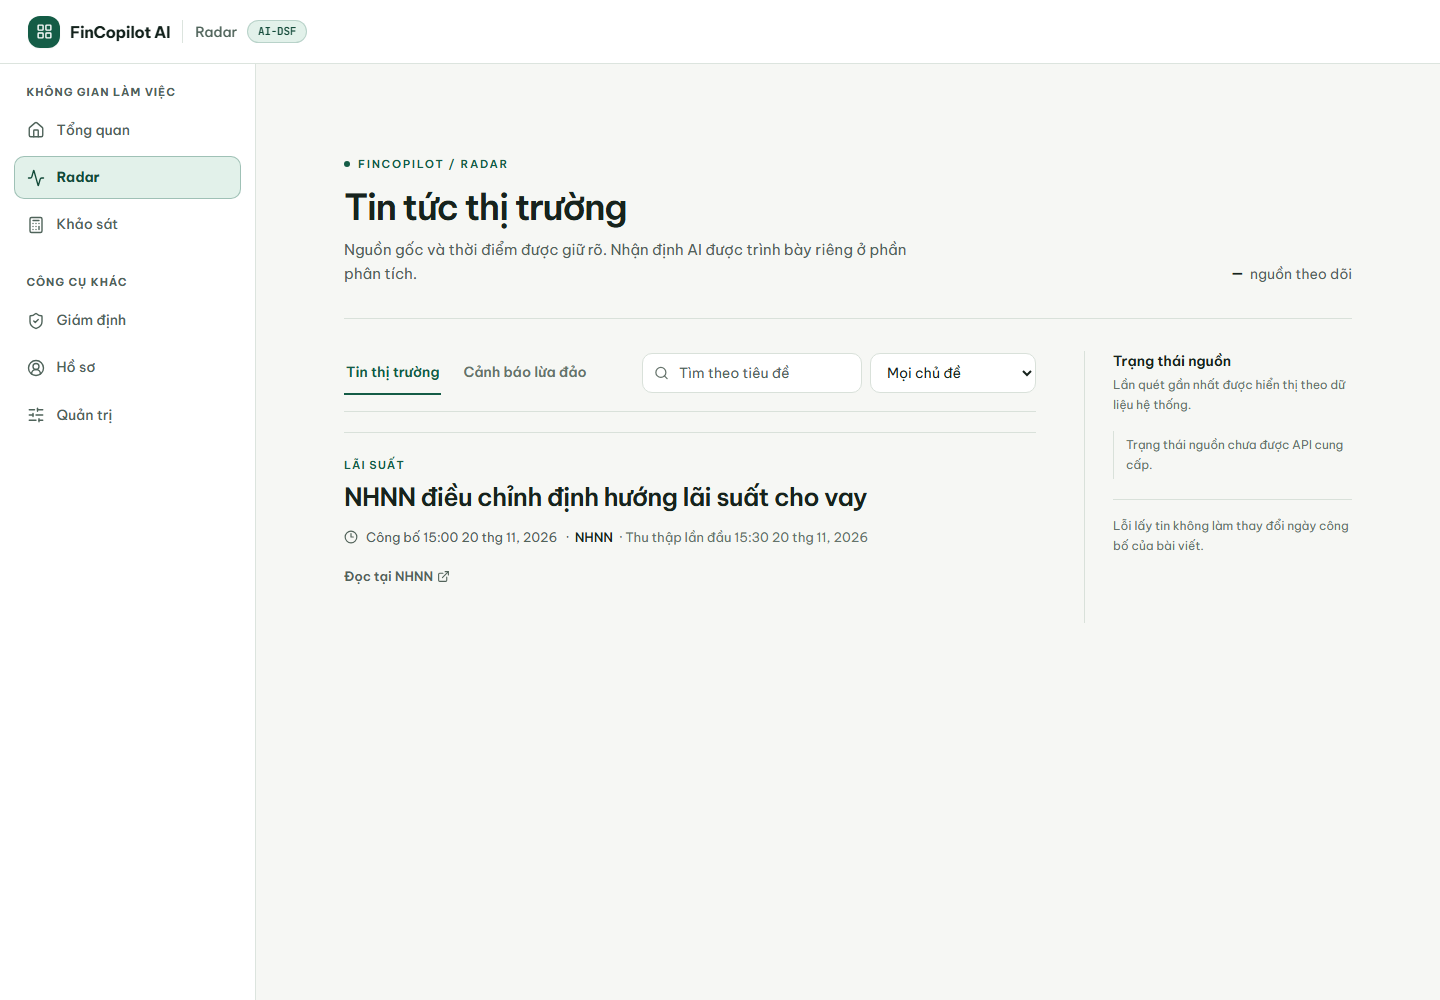 FinCopilot AI
Radar
AI-DSF
KHÔNG GIAN LÀM VIỆC
Tổng quan
Radar
Khảo sát
CÔNG CỤ KHÁC
Giám định
Hồ sơ
Quản trị
FINCOPILOT / RADAR
Tin tức thị trường
Nguồn gốc và thời điểm được giữ rõ. Nhận định AI được trình bày riêng ở phần
phân tích.
— nguồn theo dõi
Tin thị trường
Cảnh báo lừa đảo
Tìm theo tiêu đề
Mọi chủ đề
LÃI SUẤT
NHNN điều chỉnh định hướng lãi suất cho vay
Công bố 15:00 20 thg 11, 2026 · NHNN · Thu thập lần đầu 15:30 20 thg 11, 2026
Đọc tại NHNN
Trạng thái nguồn
Lần quét gần nhất được hiển thị theo dữ
liệu hệ thống.
Trạng thái nguồn chưa được API cung
cấp.
Lỗi lấy tin không làm thay đổi ngày công
bố của bài viết.